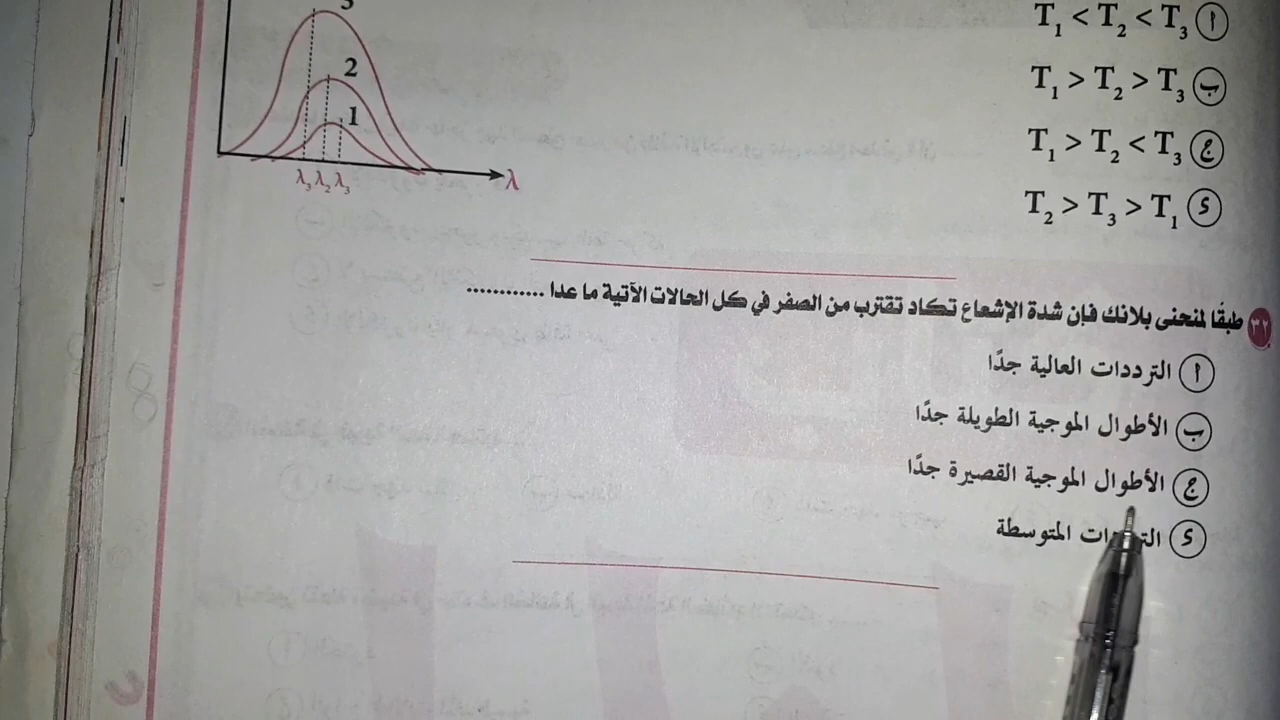 3
2
1
λ₃ λ₂ λ₃
λ
أ T₁ < T₂ < T₃
ب T₁ > T₂ > T₃
ج T₁ > T₂ < T₃
د T₂ > T₃ > T₁
٣٢ طبقًا لمنحنى بلانك فإن شدة الإشعاع تكاد تقترب من الصفر في كل الحالات الآتية ما عدا ............
أ الترددات العالية جدًا
ب الأطوال الموجية الطويلة جدًا
ج الأطوال الموجية القصيرة جدًا
د المتوسطة